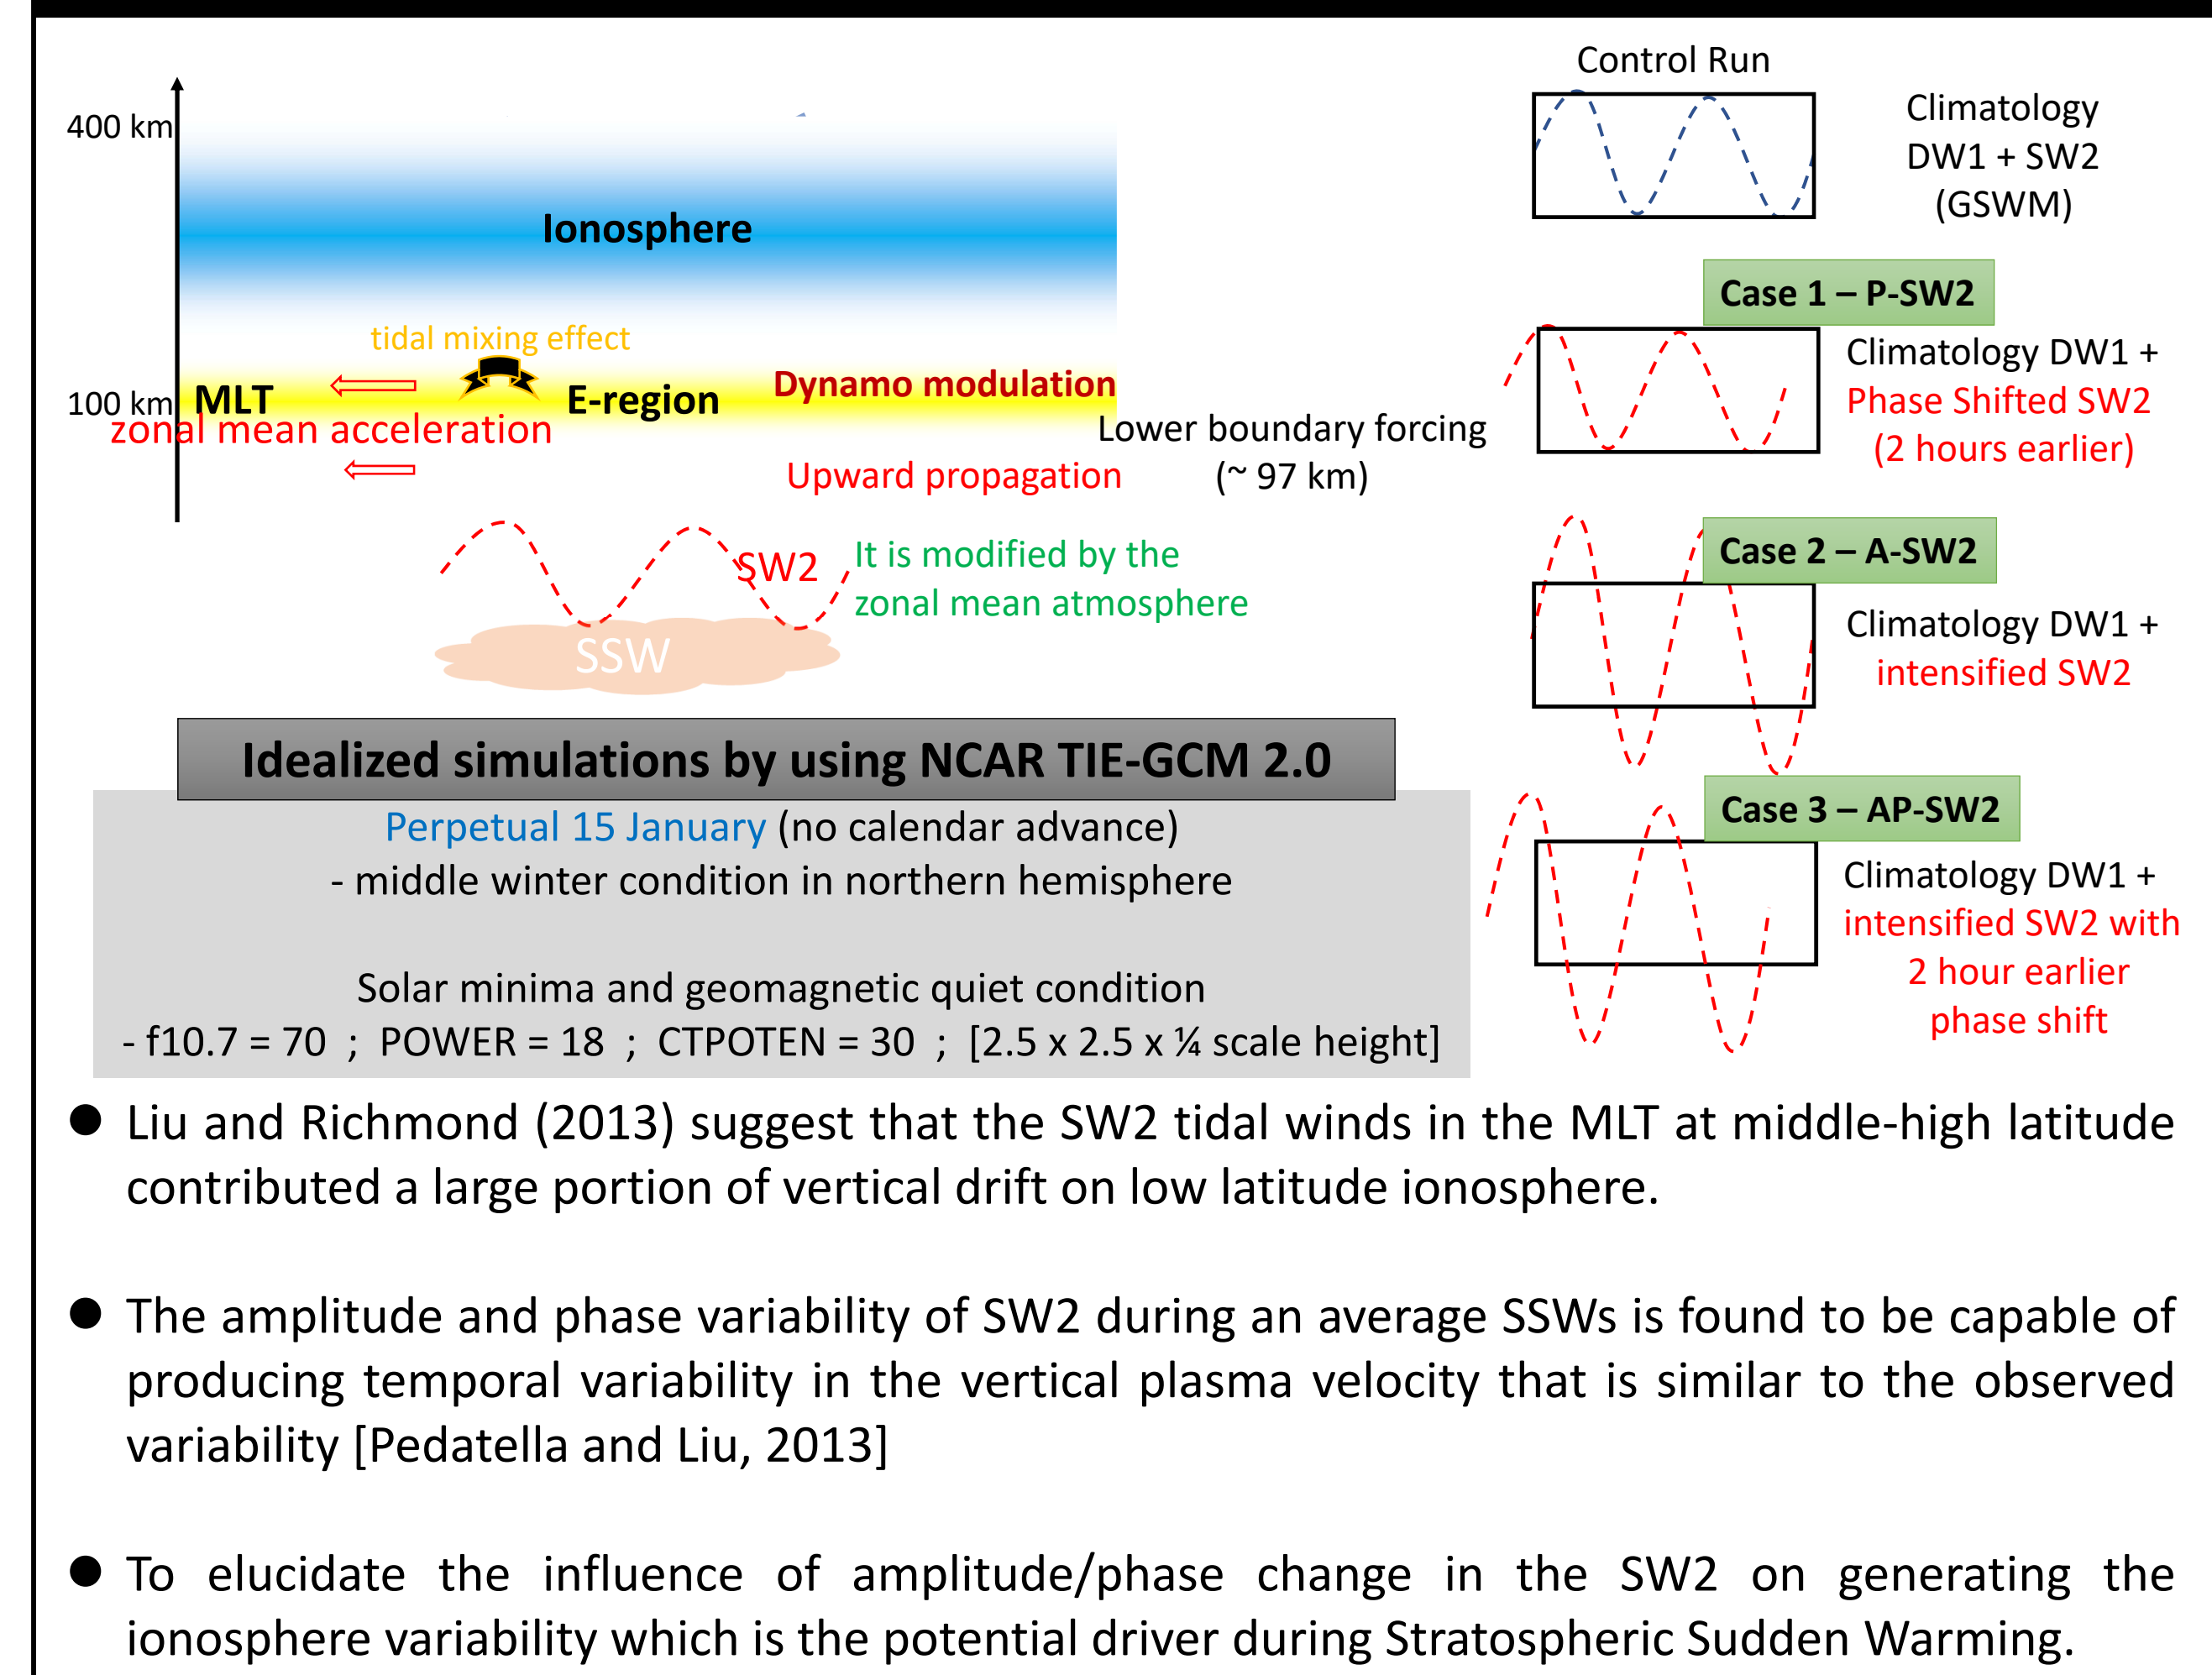 400 km
Ionosphere
tidal mixing effect
100 km
MLT
E-region
Dynamo modulation
zonal mean acceleration
Lower boundary forcing
(~ 97 km)
Upward propagation
SW2
It is modified by the
zonal mean atmosphere
SSW
Control Run
Climatology
DW1 + SW2
(GSWM)
Case 1 – P-SW2
Climatology DW1 +
Phase Shifted SW2
(2 hours earlier)
Case 2 – A-SW2
Climatology DW1 +
intensified SW2
Case 3 – AP-SW2
Climatology DW1 +
intensified SW2 with
2 hour earlier
phase shift
Idealized simulations by using NCAR TIE-GCM 2.0
Perpetual 15 January (no calendar advance)
- middle winter condition in northern hemisphere
Solar minima and geomagnetic quiet condition
- f10.7 = 70 ; POWER = 18 ; CTPOTEN = 30 ; [2.5 x 2.5 x ¼ scale height]
● Liu and Richmond (2013) suggest that the SW2 tidal winds in the MLT at middle-high latitude
contributed a large portion of vertical drift on low latitude ionosphere.
● The amplitude and phase variability of SW2 during an average SSWs is found to be capable of
producing temporal variability in the vertical plasma velocity that is similar to the observed
variability [Pedatella and Liu, 2013]
● To elucidate the influence of amplitude/phase change in the SW2 on generating the
ionosphere variability which is the potential driver during Stratospheric Sudden Warming.